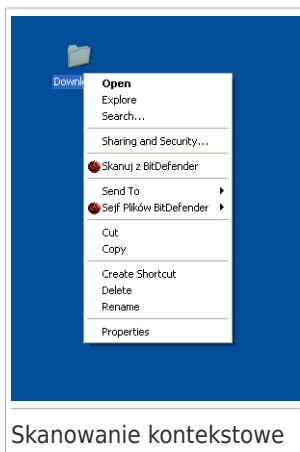 Open
Explore
Search...
Sharing and Security...
Skanuj z BitDefender
Send To
Sejf Plików BitDefender
Cut
Copy
Create Shortcut
Delete
Rename
Properties
Skanowanie kontekstowe